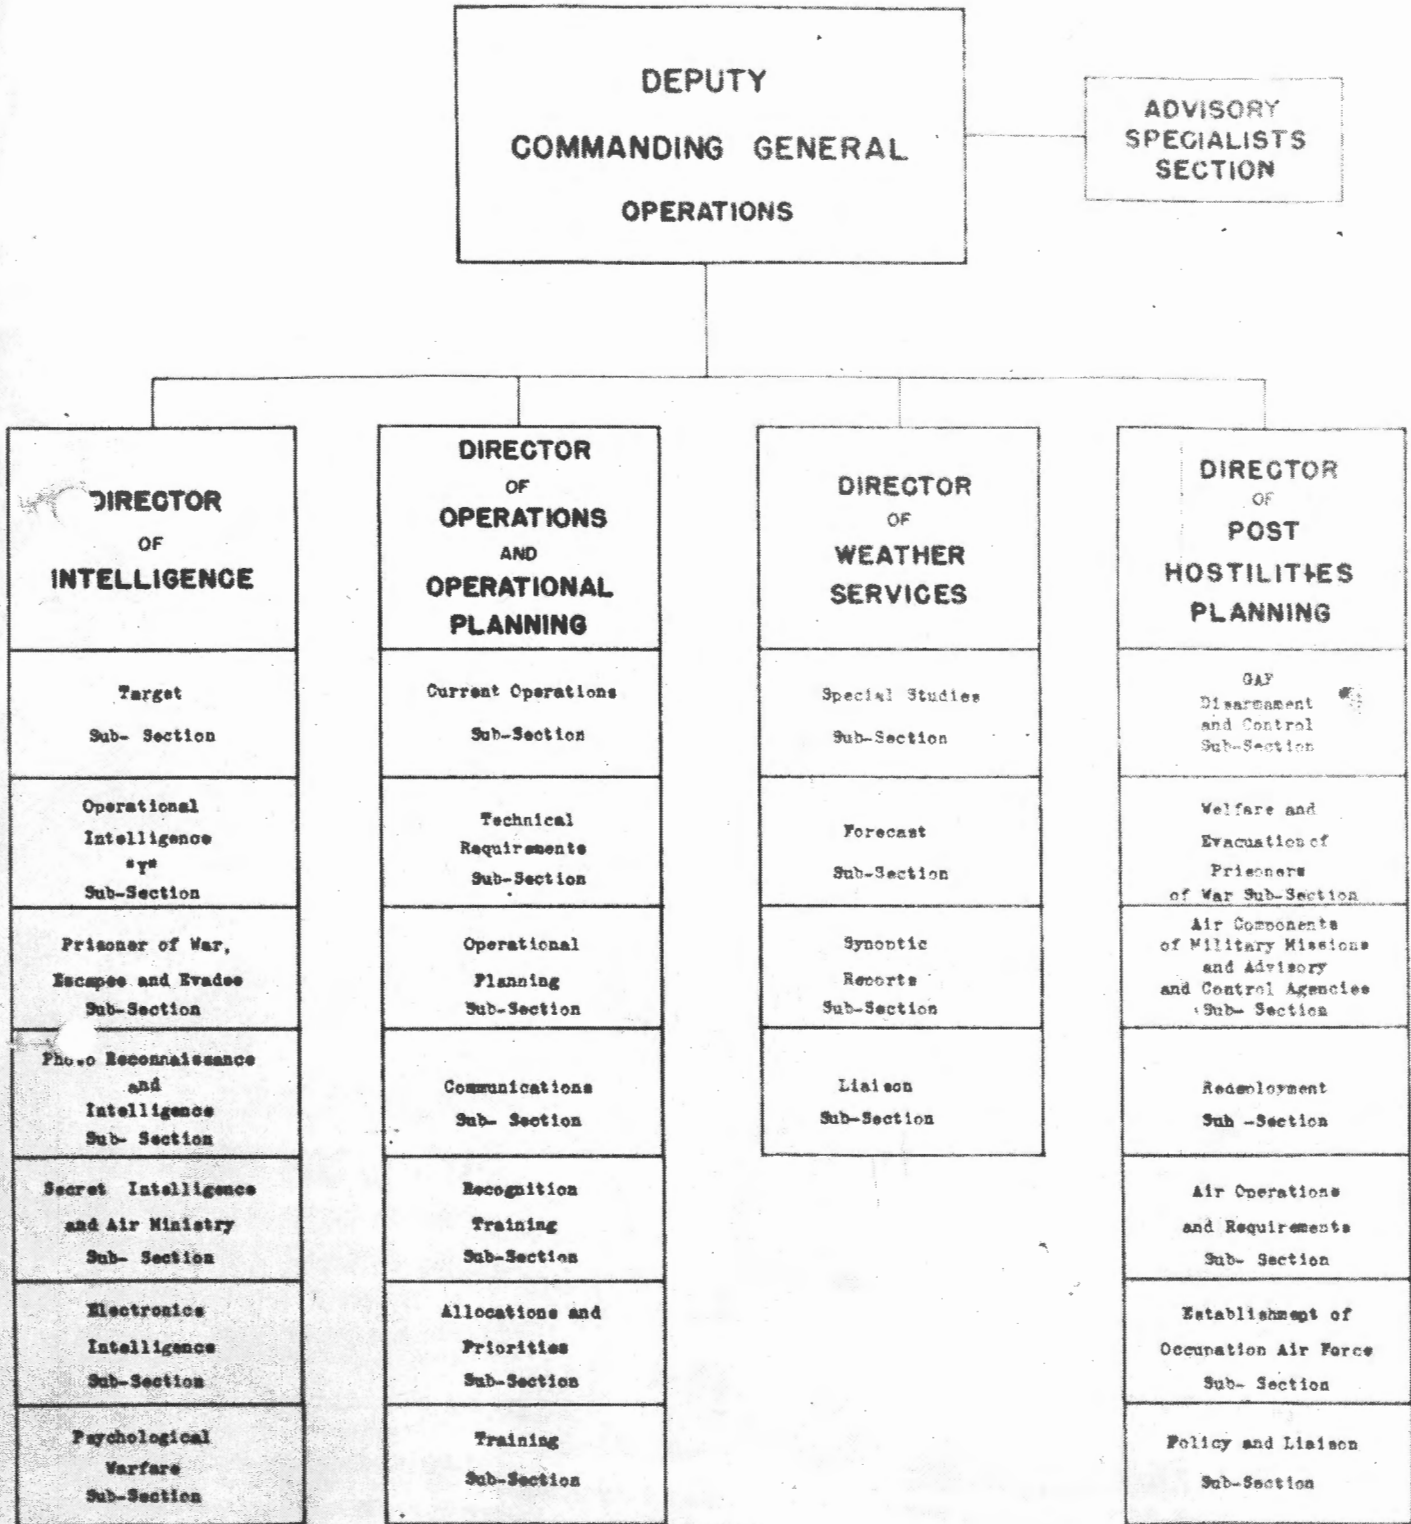 DEPUTY
COMMANDING GENERAL
OPERATIONS
ADVISORY
SPECIALISTS
SECTION
DIRECTOR
OF
INTELLIGENCE
Target
Sub- Section
Operational
Intelligence
"Y"
Sub-Section
Prisoner of War,
Escapee and Evadee
Sub-Section
Photo Reconnaissance
and
Intelligence
Sub- Section
Secret Intelligence
and Air Ministry
Sub- Section
Electronics
Intelligence
Sub-Section
Psychological
Warfare
Sub-Section
DIRECTOR
OF
OPERATIONS
AND
OPERATIONAL
PLANNING
Current Operations
Sub-Section
Technical
Requirements
Sub-Section
Operational
Planning
Sub-Section
Communications
Sub- Section
Recognition
Training
Sub-Section
Allocations and
Priorities
Sub-Section
Training
Sub-Section
DIRECTOR
OF
WEATHER
SERVICES
Special Studies
Sub-Section
Forecast
Sub-Section
Synoptic
Reports
Sub-Section
Liaison
Sub-Section
DIRECTOR
OF
POST
HOSTILITIES
PLANNING
GAF
Disarmament
and Control
Sub-Section
Welfare and
Evacuation of
Prisoners
of War Sub-Section
Air Components
of Military Missions
and Advisory
and Control Agencies
Sub- Section
Redeployment
Sub -Section
Air Operations
and Requirements
Sub- Section
Establishment of
Occupation Air Force
Sub- Section
Policy and Liaison
Sub-Section